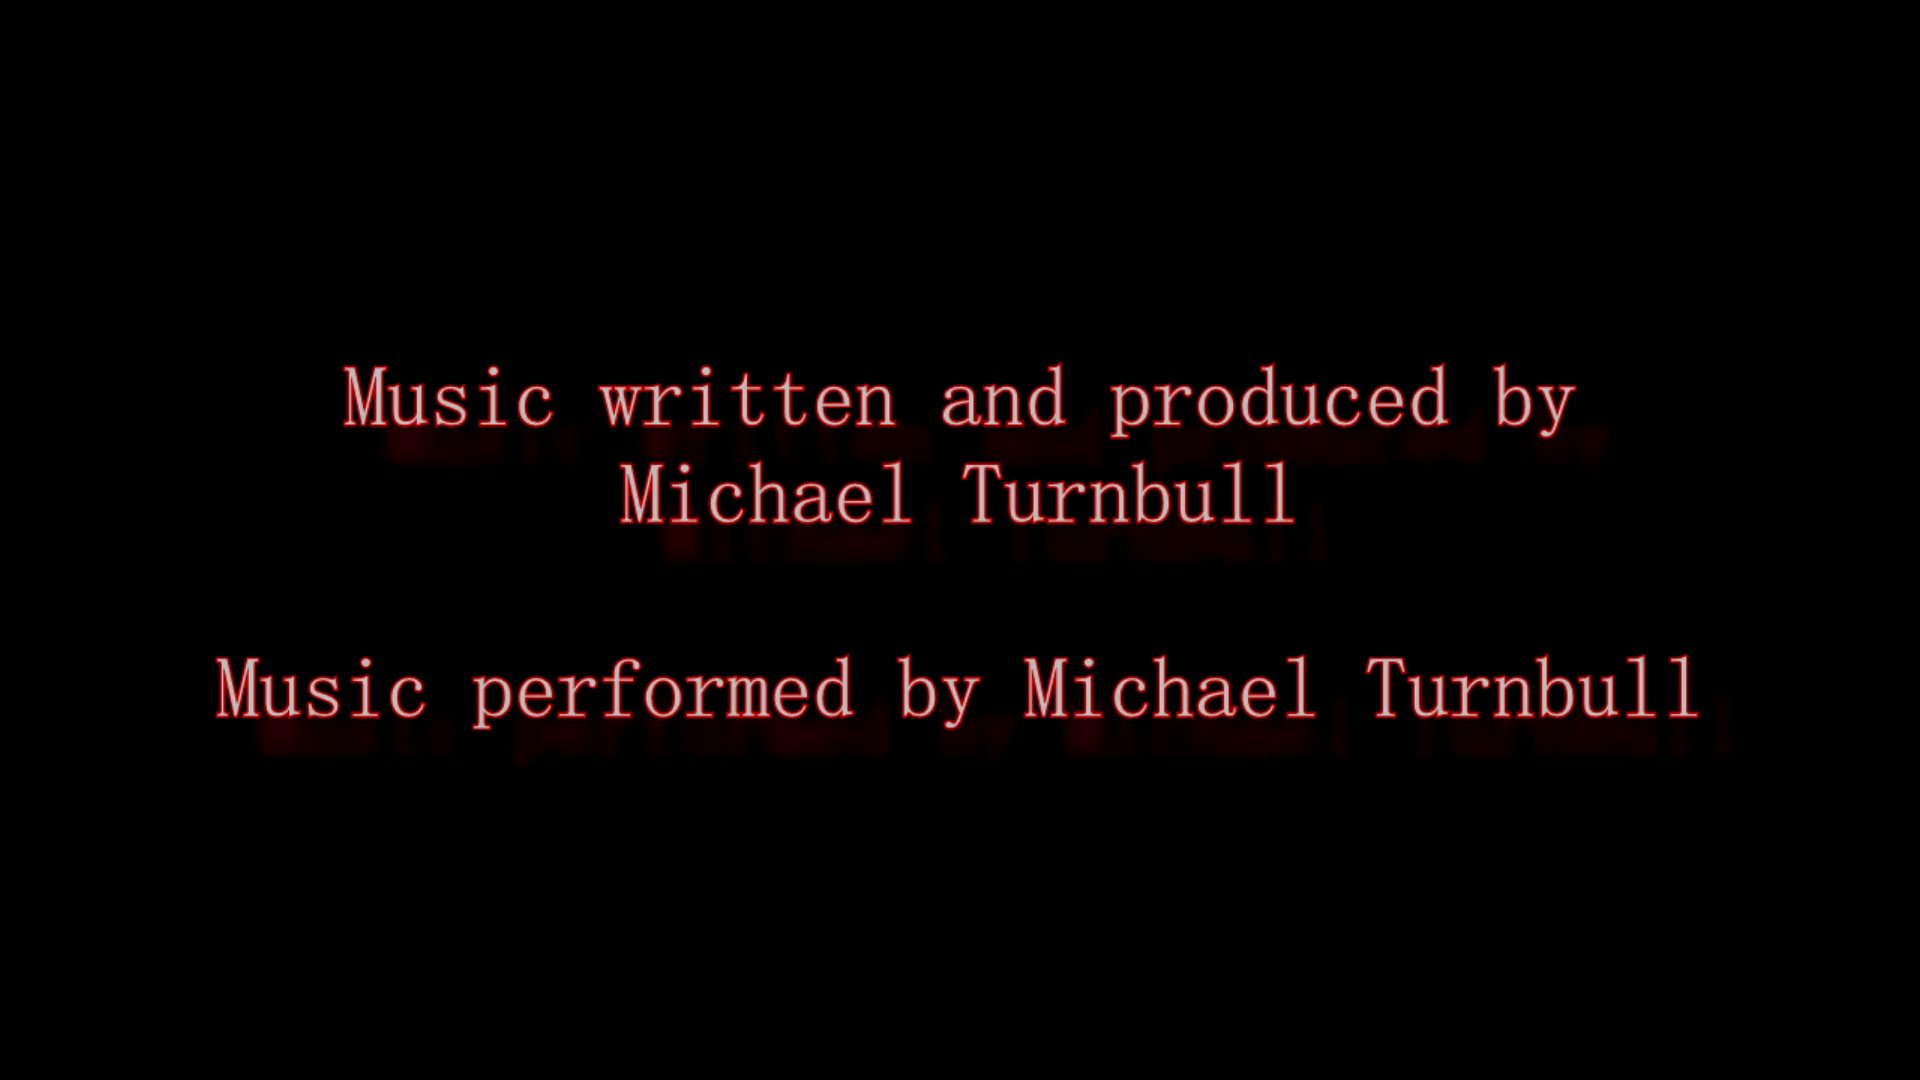 Music written and produced by
Michael Turnbull
Music performed by Michael Turnbull